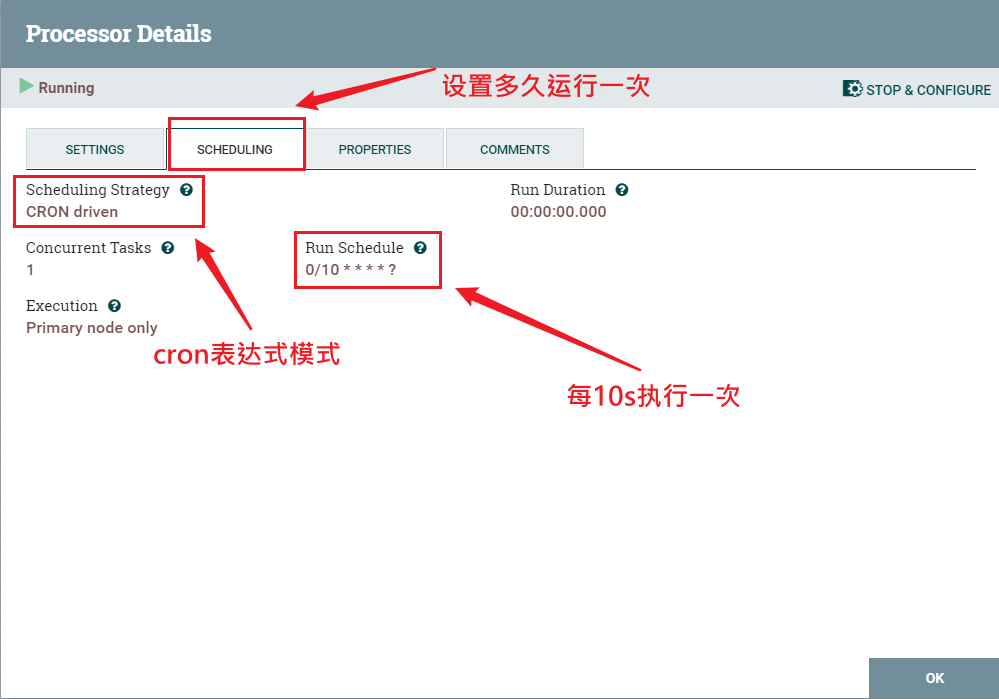 Processor Details
Running
设置多久运行一次
STOP & CONFIGURE
SETTINGS
SCHEDULING
PROPERTIES
COMMENTS
Scheduling Strategy ?
CRON driven
Run Duration ?
00:00:00.000
Concurrent Tasks ?
1
Run Schedule ?
0/10 * * * * ?
Execution ?
Primary node only
cron表达式模式
每10s执行一次
OK